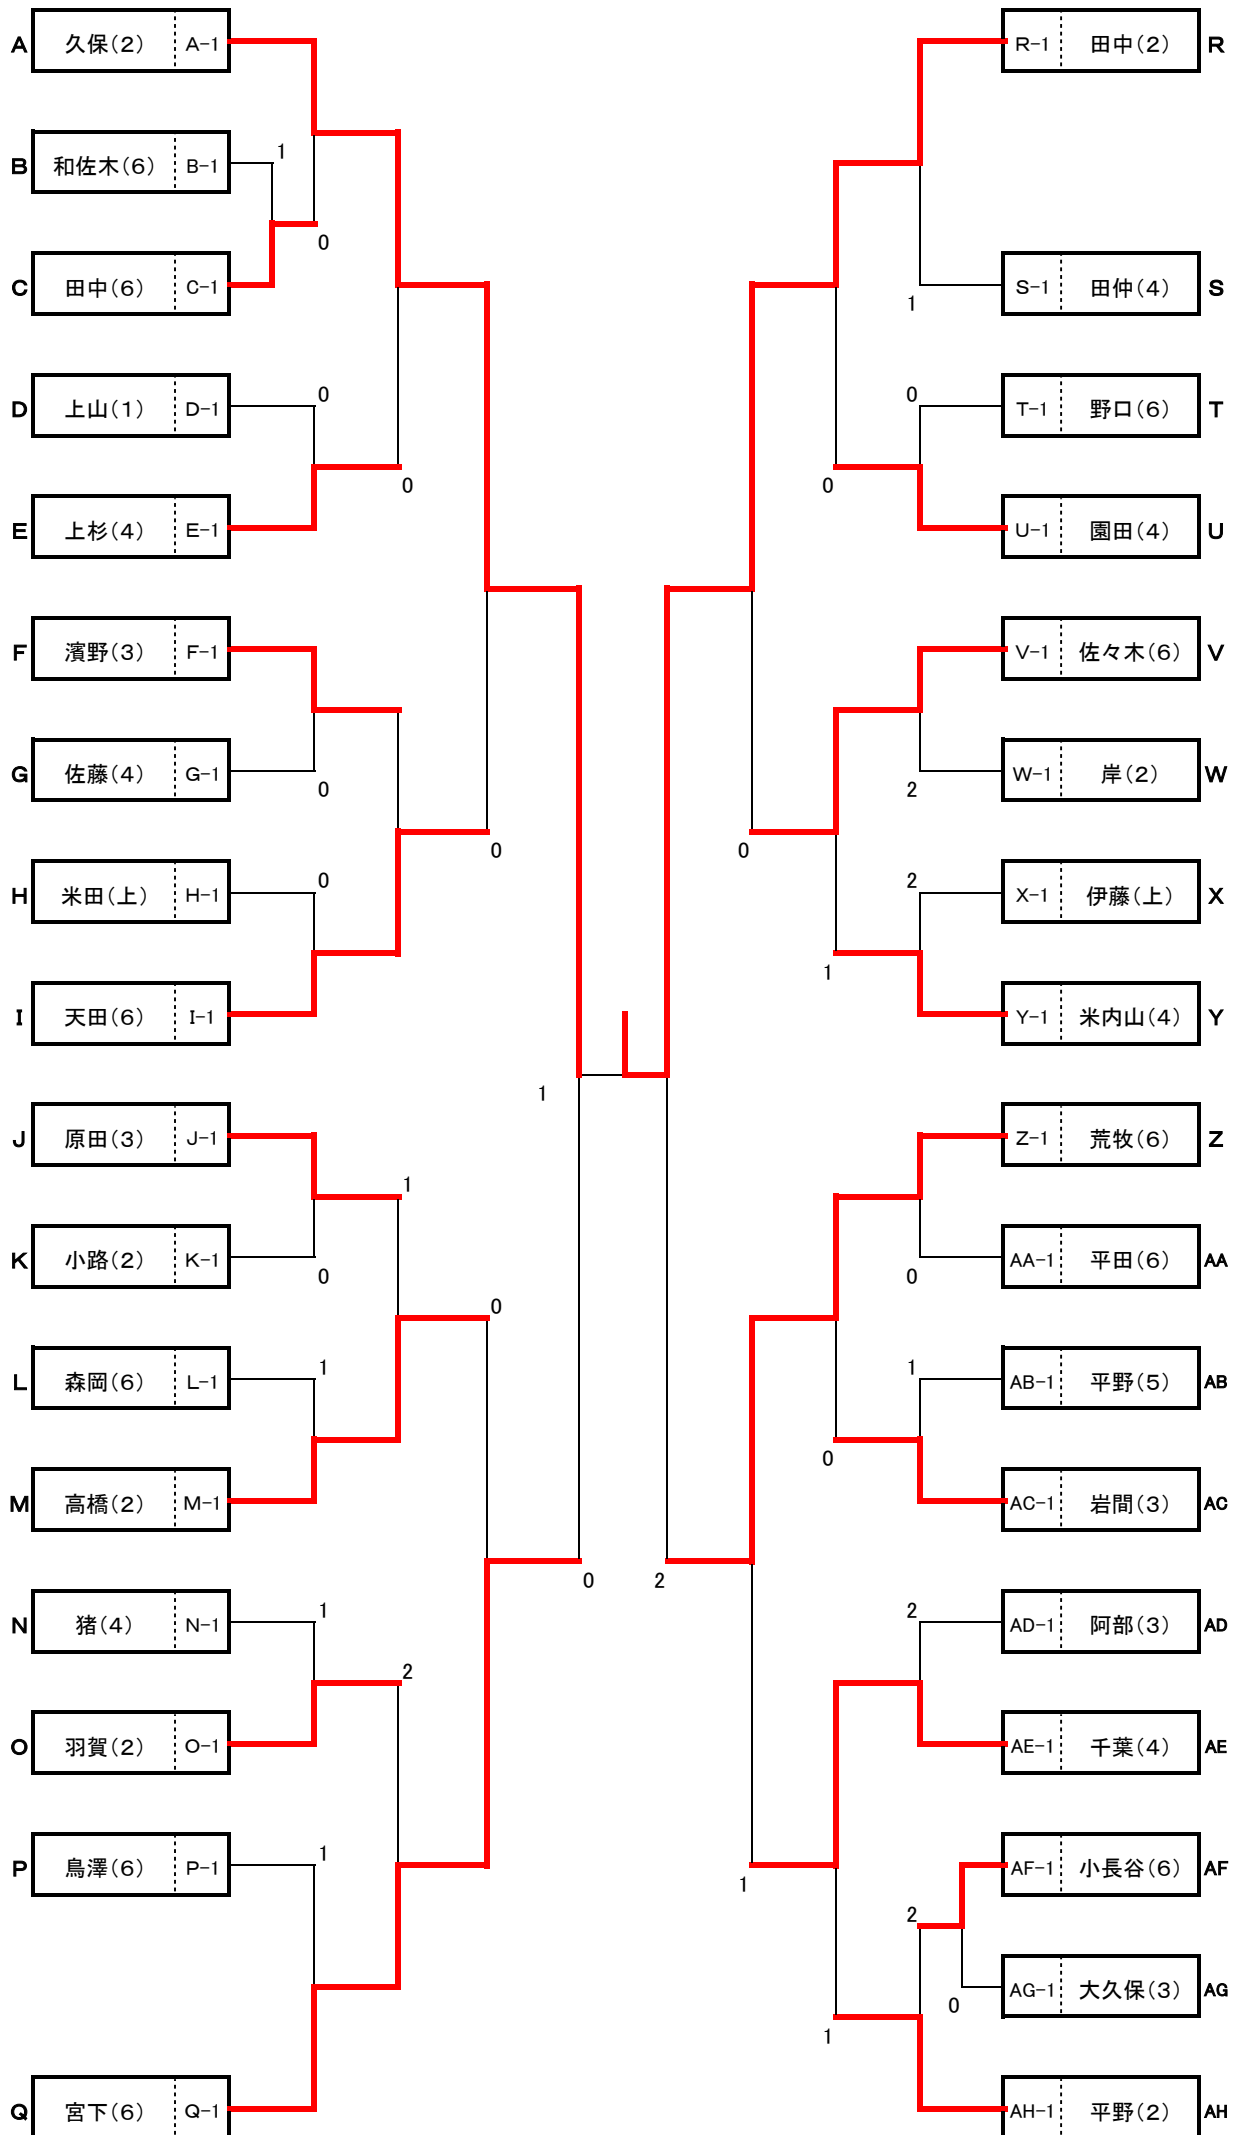 A 久保(2) A-1 R-1 田中(2) R
1
B 和佐木(6) B-1
0
C 田中(6) C-1 S-1 田仲(4) S
1
0 0
D 上山(1) D-1 T-1 野口(6) T
0 0
E 上杉(4) E-1 U-1 園田(4) U
F 濱野(3) F-1 V-1 佐々木(6) V
G 佐藤(4) G-1 W-1 岸(2) W
0 2
0 0
0 2
H 米田(上) H-1 X-1 伊藤(上) X
1
I 天田(6) I-1 Y-1 米内山(4) Y
1
J 原田(3) J-1 Z-1 荒牧(6) Z
1
K 小路(2) K-1 AA-1 平田(6) AA
0 0
0
1 1
L 森岡(6) L-1 AB-1 平野(5) AB
0
M 高橋(2) M-1 AC-1 岩間(3) AC
0 2
1 2
N 猪(4) N-1 AD-1 阿部(3) AD
2
O 羽賀(2) O-1 AE-1 千葉(4) AE
1
P 鳥澤(6) P-1 AF-1 小長谷(6) AF
1
2
AG-1 大久保(3) AG
0
1
Q 宮下(6) Q-1 AH-1 平野(2) AH